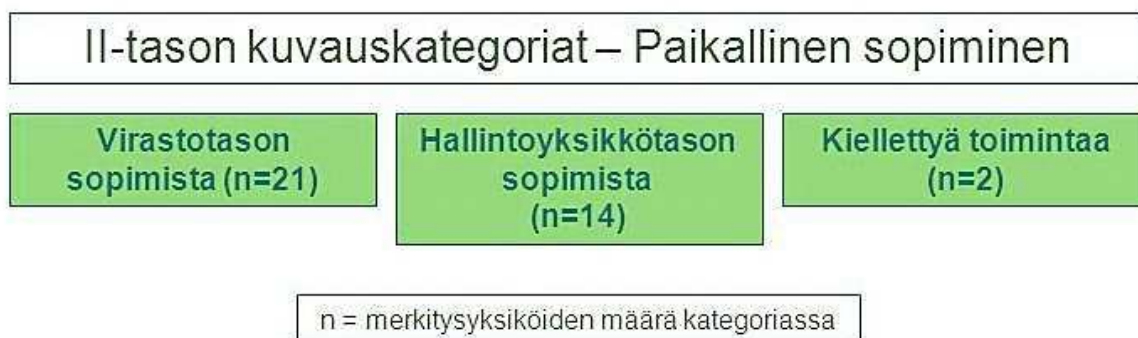 II-tason kuvauskategoriat – Paikallinen sopiminen
Virastotason
sopimista (n=21)
Hallintoyksikkötason
sopimista
(n=14)
Kiellettyä toimintaa
(n=2)
n = merkitysyksiköiden määrä kategoriassa